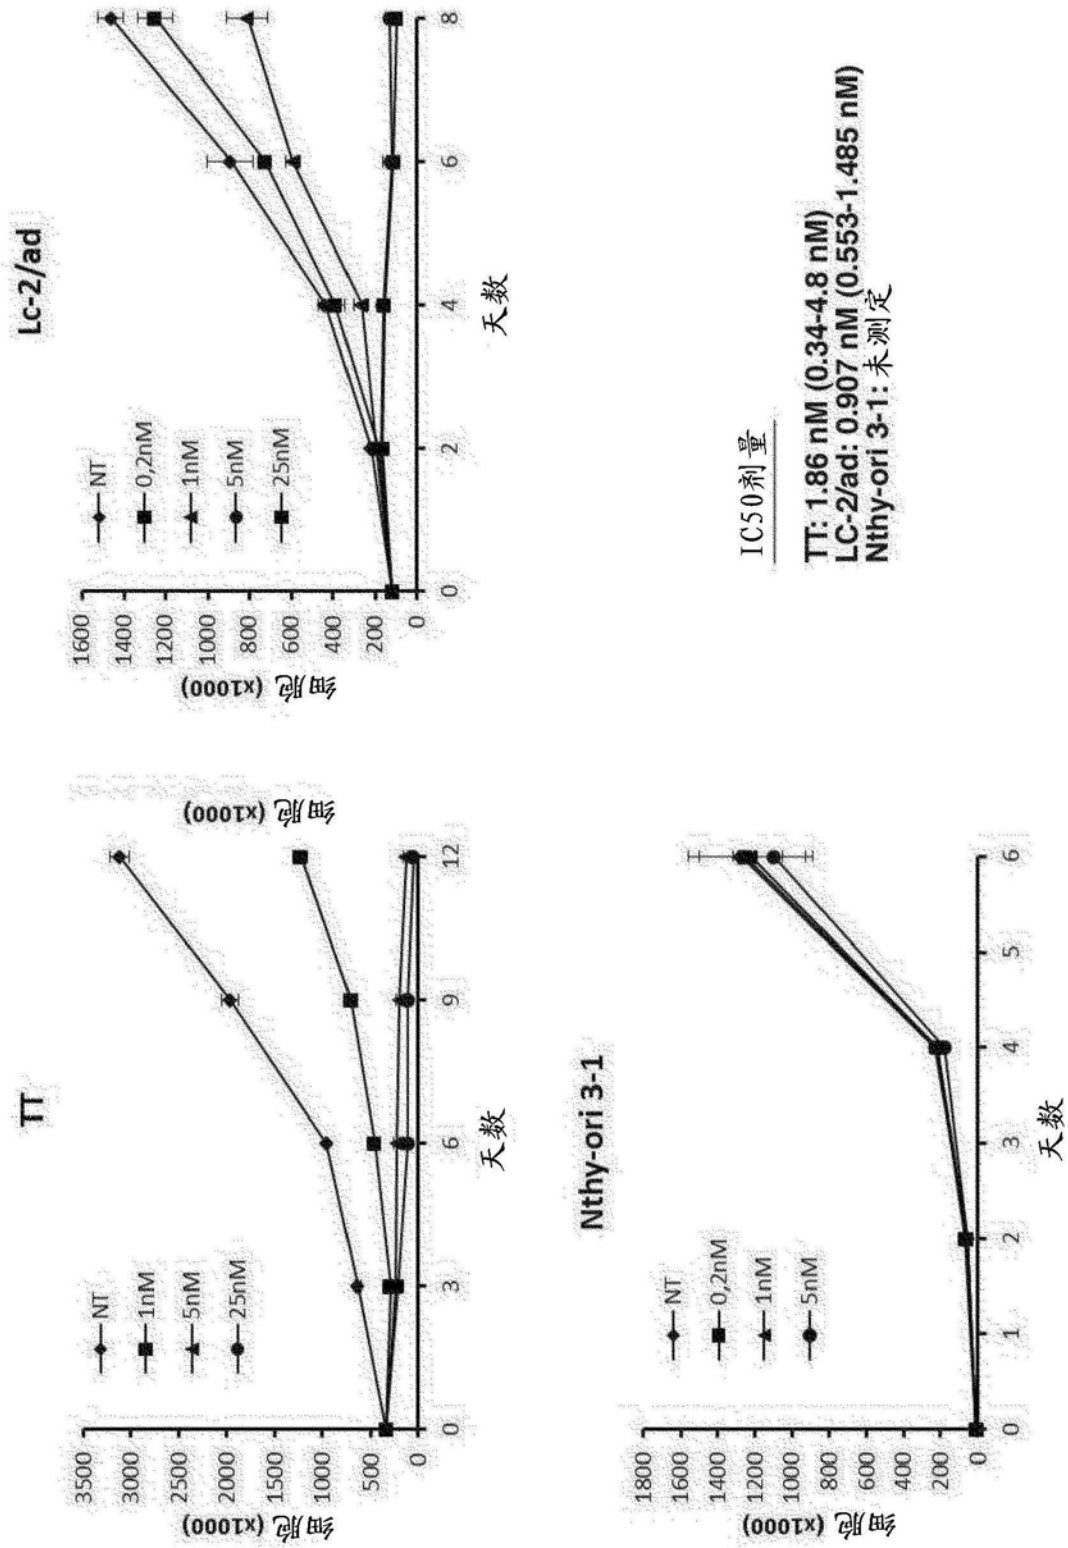 TT
3500
3000
2500
2000
1500
1000
500
0
细胞 (x1000)
NT
1nM
5nM
25nM
0 3 6 9 12
天数
细胞 (x1000)
Lc-2/ad
1600
1400
1200
1000
800
600
400
200
0
细胞 (x1000)
NT
0,2nM
1nM
5nM
25nM
0 2 4 6 8
天数
Nthy-ori 3-1
1800
1600
1400
1200
1000
800
600
400
200
0
细胞 (x1000)
NT
0,2nM
1nM
5nM
0 1 2 3 4 5 6
天数
IC50剂量
TT: 1.86 nM (0.34-4.8 nM)
LC-2/ad: 0.907 nM (0.553-1.485 nM)
Nthy-ori 3-1: 未测定